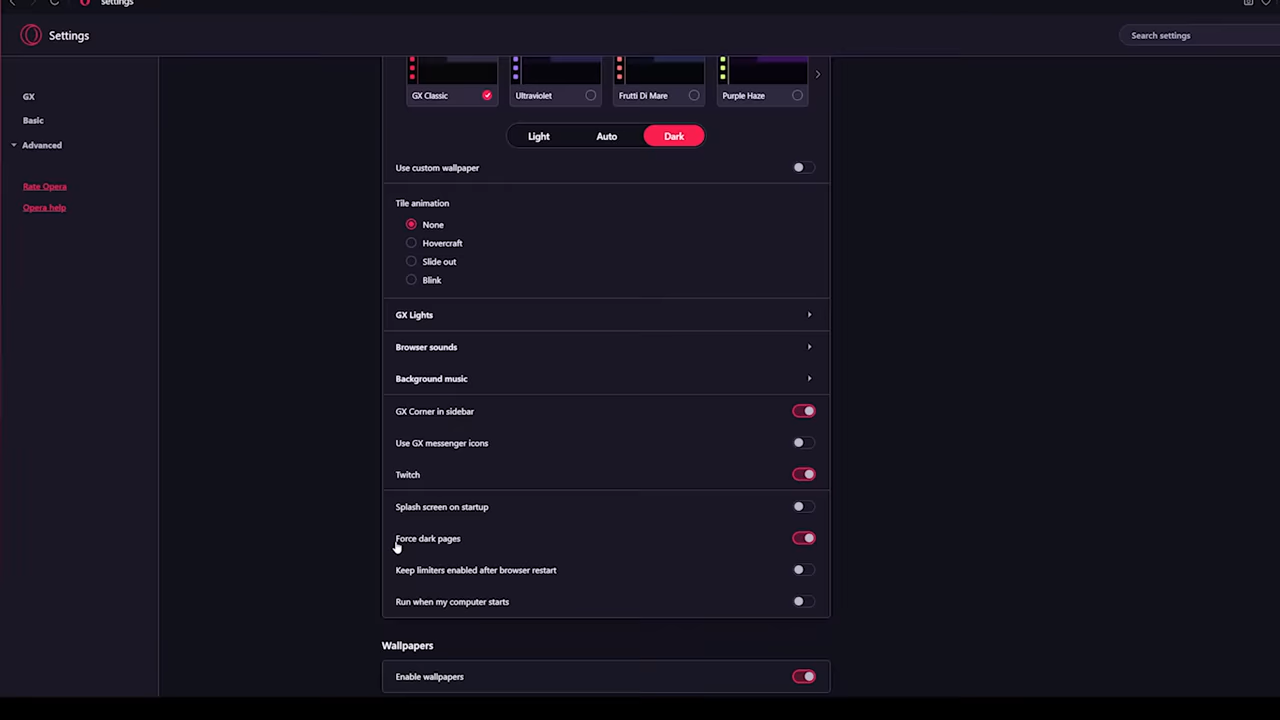 settings
Settings
Search settings
GX
Basic
Advanced
Rate Opera
Opera help
GX Classic
Ultraviolet
Frutti Di Mare
Purple Haze
Light
Auto
Dark
Use custom wallpaper
Tile animation
None
Hovercraft
Slide out
Blink
GX Lights
Browser sounds
Background music
GX Corner in sidebar
Use GX messenger icons
Twitch
Splash screen on startup
Force dark pages
Keep limiters enabled after browser restart
Run when my computer starts
Wallpapers
Enable wallpapers